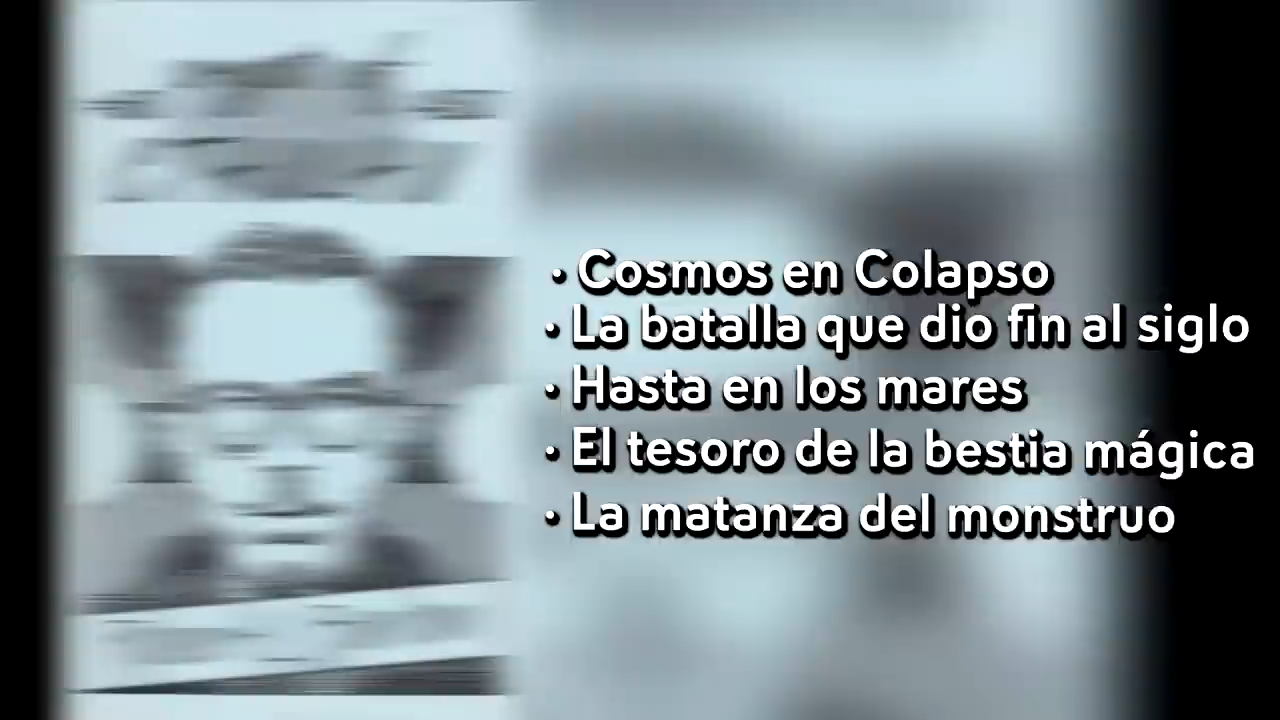 · Cosmos en Colapso
· La batalla que dio fin al siglo
· Hasta en los mares
· El tesoro de la bestia mágica
· La matanza del monstruo